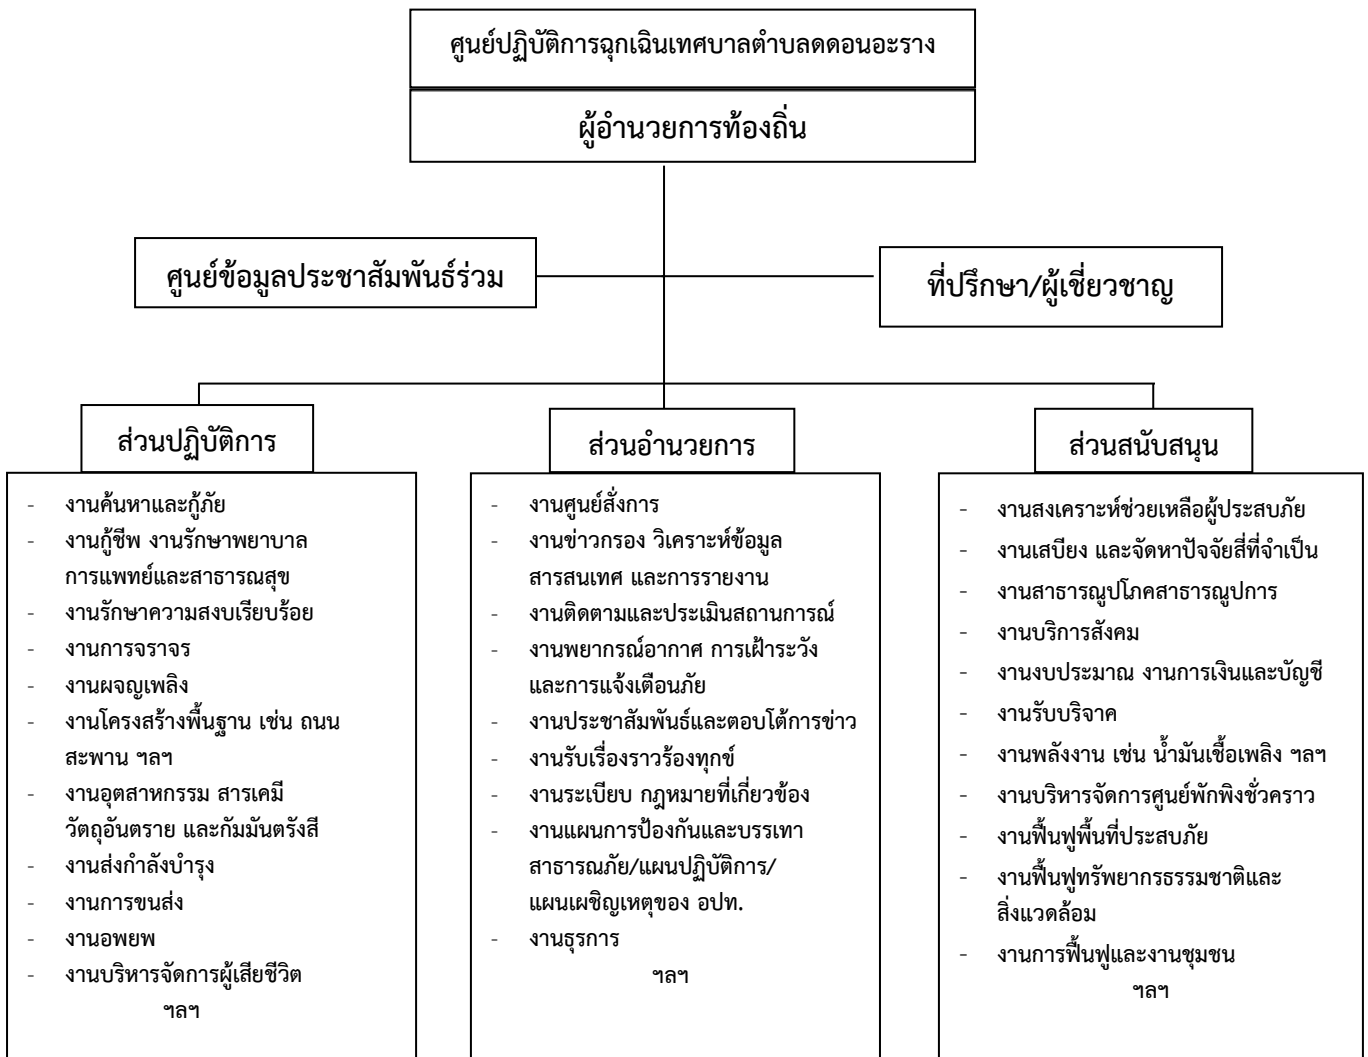 ศูนย์ปฏิบัติการฉุกเฉินเทศบาลตำบลดดอนอะราง
ผู้อำนวยการท้องถิ่น
ศูนย์ข้อมูลประชาสัมพันธ์ร่วม
ที่ปรึกษา/ผู้เชี่ยวชาญ
ส่วนปฏิบัติการ
- งานค้นหาและกู้ภัย
- งานกู้ชีพ งานรักษาพยาบาล
การแพทย์และสาธารณสุข
- งานรักษาความสงบเรียบร้อย
- งานการจราจร
- งานผจญเพลิง
- งานโครงสร้างพื้นฐาน เช่น ถนน
สะพาน ฯลฯ
- งานอุตสาหกรรม สารเคมี
วัตถุอันตราย และกัมมันตรังสี
- งานส่งกำลังบำรุง
- งานการขนส่ง
- งานอพยพ
- งานบริหารจัดการผู้เสียชีวิต
ฯลฯ
ส่วนอำนวยการ
- งานศูนย์สั่งการ
- งานข่าวกรอง วิเคราะห์ข้อมูล
สารสนเทศ และการรายงาน
- งานติดตามและประเมินสถานการณ์
- งานพยากรณ์อากาศ การเฝ้าระวัง
และการแจ้งเตือนภัย
- งานประชาสัมพันธ์และตอบโต้การข่าว
- งานรับเรื่องราวร้องทุกข์
- งานระเบียบ กฎหมายที่เกี่ยวข้อง
- งานแผนการป้องกันและบรรเทา
สาธารณภัย/แผนปฏิบัติการ/
แผนเผชิญเหตุของ อปท.
- งานธุรการ
ฯลฯ
ส่วนสนับสนุน
- งานสงเคราะห์ช่วยเหลือผู้ประสบภัย
- งานเสบียง และจัดหาปัจจัยสี่ที่จำเป็น
- งานสาธารณูปโภคสาธารณูปการ
- งานบริการสังคม
- งานงบประมาณ งานการเงินและบัญชี
- งานรับบริจาค
- งานพลังงาน เช่น น้ำมันเชื้อเพลิง ฯลฯ
- งานบริหารจัดการศูนย์พักพิงชั่วคราว
- งานฟื้นฟูพื้นที่ประสบภัย
- งานฟื้นฟูทรัพยากรธรรมชาติและ
สิ่งแวดล้อม
- งานการฟื้นฟูและงานชุมชน
ฯลฯ